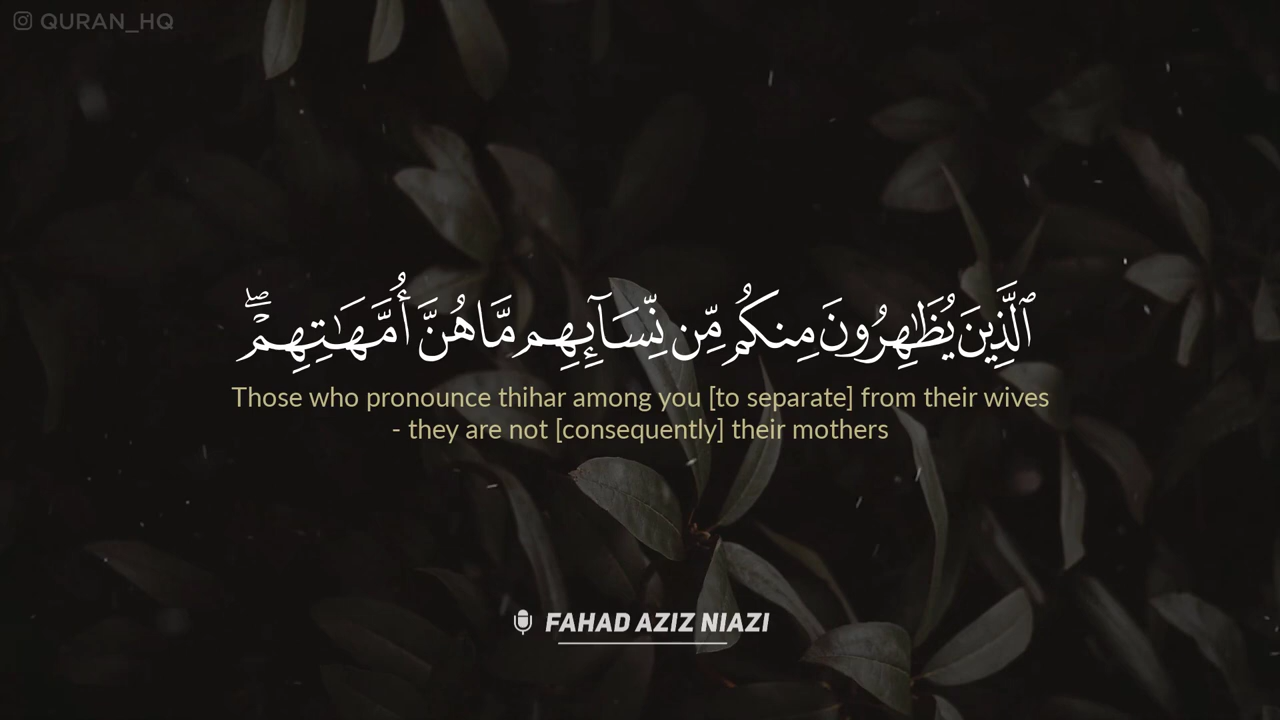 QURAN_HQ
ٱلَّذِينَ يُظَٰهِرُونَ مِنكُم مِّن نِّسَآئِهِم مَّا هُنَّ أُمَّهَٰتِهِمْ ۖ
Those who pronounce thihar among you [to separate] from their wives
- they are not [consequently] their mothers
FAHAD AZIZ NIAZI